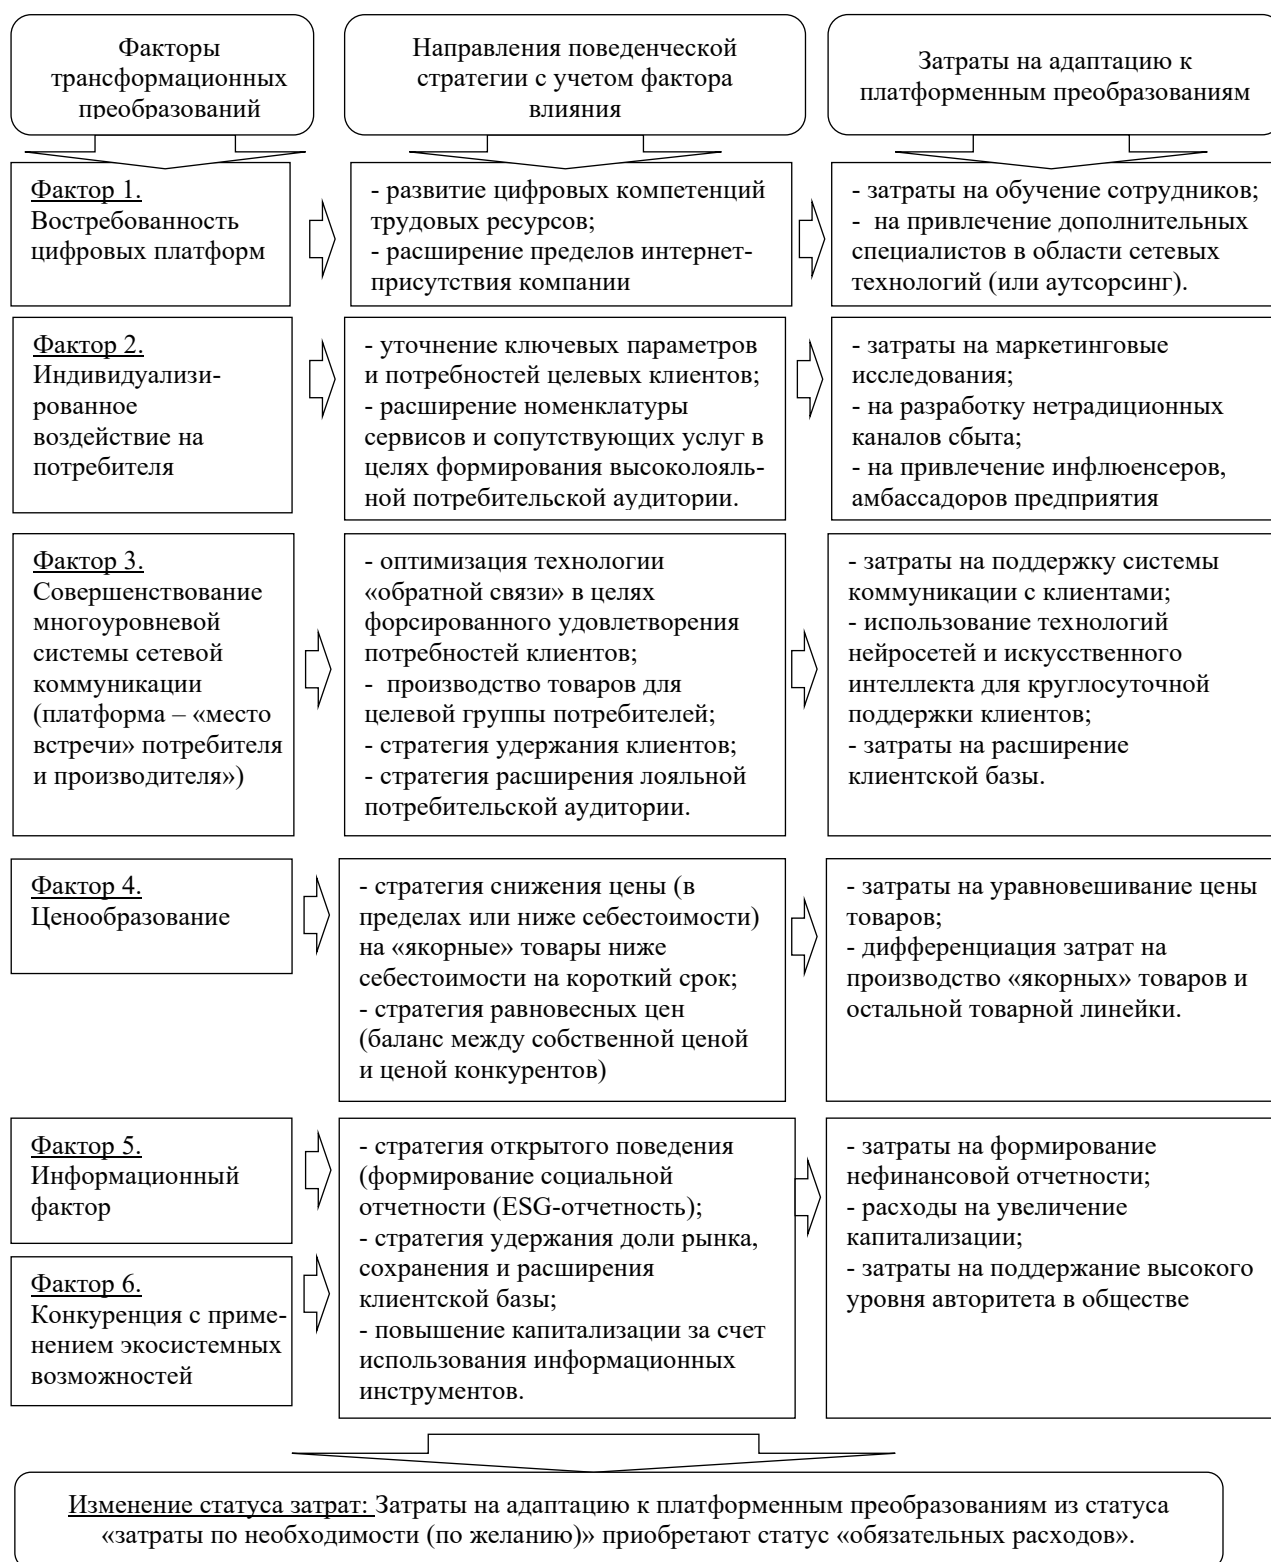 Факторы
трансформационных
преобразований
Направления поведенческой
стратегии с учетом фактора
влияния
Затраты на адаптацию к
платформенным преобразованиям
Фактор 1.
Востребованность
цифровых платформ
- развитие цифровых компетенций
трудовых ресурсов;
- расширение пределов интернет-
присутствия компании
- затраты на обучение сотрудников;
- на привлечение дополнительных
специалистов в области сетевых
технологий (или аутсорсинг).
Фактор 2.
Индивидуализи-
рованное
воздействие на
потребителя
- уточнение ключевых параметров
и потребностей целевых клиентов;
- расширение номенклатуры
сервисов и сопутствующих услуг в
целях формирования высоколояль-
ной потребительской аудитории.
- затраты на маркетинговые
исследования;
- на разработку нетрадиционных
каналов сбыта;
- на привлечение инфлюенсеров,
амбассадоров предприятия
Фактор 3.
Совершенствование
многоуровневой
системы сетевой
коммуникации
(платформа – «место
встречи» потребителя
и производителя»)
- оптимизация технологии
«обратной связи» в целях
форсированного удовлетворения
потребностей клиентов;
- производство товаров для
целевой группы потребителей;
- стратегия удержания клиентов;
- стратегия расширения лояльной
потребительской аудитории.
- затраты на поддержку системы
коммуникации с клиентами;
- использование технологий
нейросетей и искусственного
интеллекта для круглосуточной
поддержки клиентов;
- затраты на расширение
клиентской базы.
Фактор 4.
Ценообразование
- стратегия снижения цены (в
пределах или ниже себестоимости)
на «якорные» товары ниже
себестоимости на короткий срок;
- стратегия равновесных цен
(баланс между собственной ценой
и ценой конкурентов)
- затраты на уравновешивание цены
товаров;
- дифференциация затрат на
производство «якорных» товаров и
остальной товарной линейки.
Фактор 5.
Информационный
фактор
Фактор 6.
Конкуренция с приме-
нением экосистемных
возможностей
- стратегия открытого поведения
(формирование социальной
отчетности (ESG-отчетность);
- стратегия удержания доли рынка,
сохранения и расширения
клиентской базы;
- повышение капитализации за счет
использования информационных
инструментов.
- затраты на формирование
нефинансовой отчетности;
- расходы на увеличение
капитализации;
- затраты на поддержание высокого
уровня авторитета в обществе
Изменение статуса затрат: Затраты на адаптацию к платформенным преобразованиям из статуса
«затраты по необходимости (по желанию)» приобретают статус «обязательных расходов».